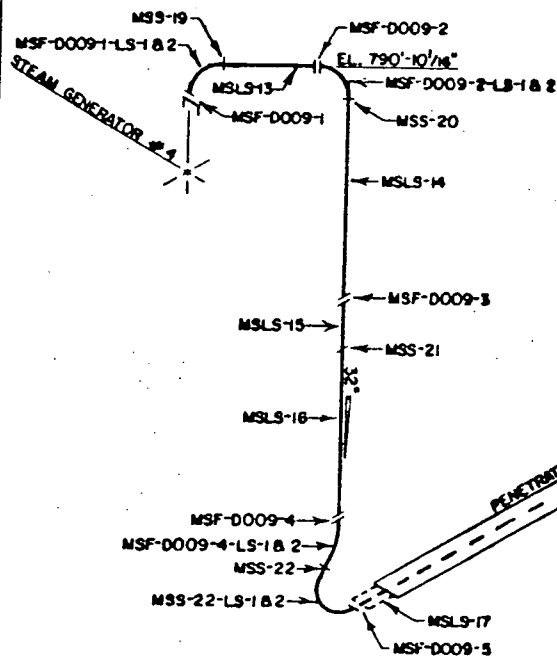 MSS-19
MSF-D009-1-LS-1&2
MSF-D009-2
EL. 790'-10 1/16"
STEAM GENERATOR #4
MSLS-13
MSF-D009-2-LS-1&2
MSF-D009-1
MSS-20
MSLS-14
MSF-D009-3
MSLS-15
MSS-21
32"
MSLS-16
PENETRAT
MSF-D009-4
MSF-D009-4-LS-1&2
MSS-22
MSS-22-LS-1&2
MSLS-17
MSF-D009-5